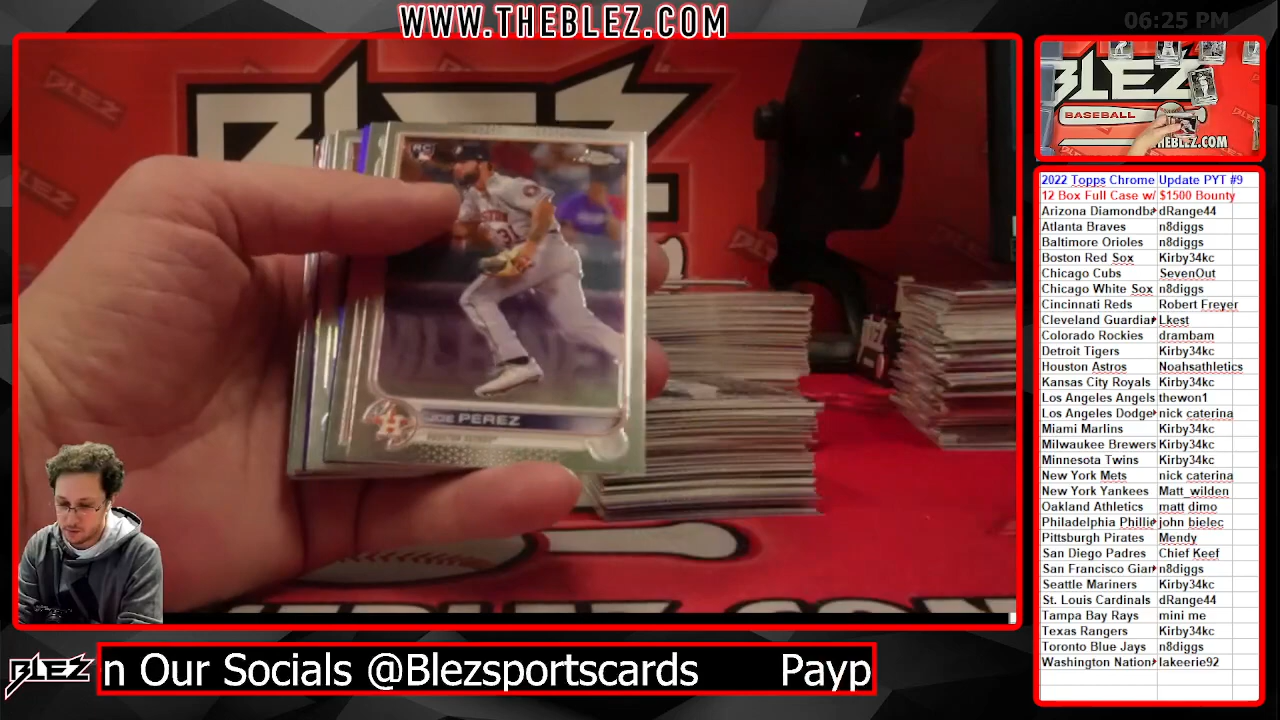 WWW.THEBLEZ.COM
06:25 PM
BLEZ
BLEZ
RC
31
JOE PEREZ
HOUSTON ASTROS
BLEZ
BASEBALL
THEBLEZ.COM
2022 Topps Chrome Update PYT #9
12 Box Full Case w/ $1500 Bounty
Arizona Diamondba dRange44
Atlanta Braves n8diggs
Baltimore Orioles n8diggs
Boston Red Sox Kirby34kc
Chicago Cubs SevenOut
Chicago White Sox n8diggs
Cincinnati Reds Robert Freyer
Cleveland Guardia Lkest
Colorado Rockies drambam
Detroit Tigers Kirby34kc
Houston Astros Noahsathletics
Kansas City Royals Kirby34kc
Los Angeles Angels thewon1
Los Angeles Dodge nick caterina
Miami Marlins Kirby34kc
Milwaukee Brewers Kirby34kc
Minnesota Twins Kirby34kc
New York Mets nick caterina
New York Yankees Matt_wilden
Oakland Athletics matt dimo
Philadelphia Phillie john bielec
Pittsburgh Pirates Mendy
San Diego Padres Chief Keef
San Francisco Gian n8diggs
Seattle Mariners Kirby34kc
St. Louis Cardinals dRange44
Tampa Bay Rays mini me
Texas Rangers Kirby34kc
Toronto Blue Jays n8diggs
Washington Nation lakeerie92
BLEZ
n Our Socials @Blezsportscards Payp